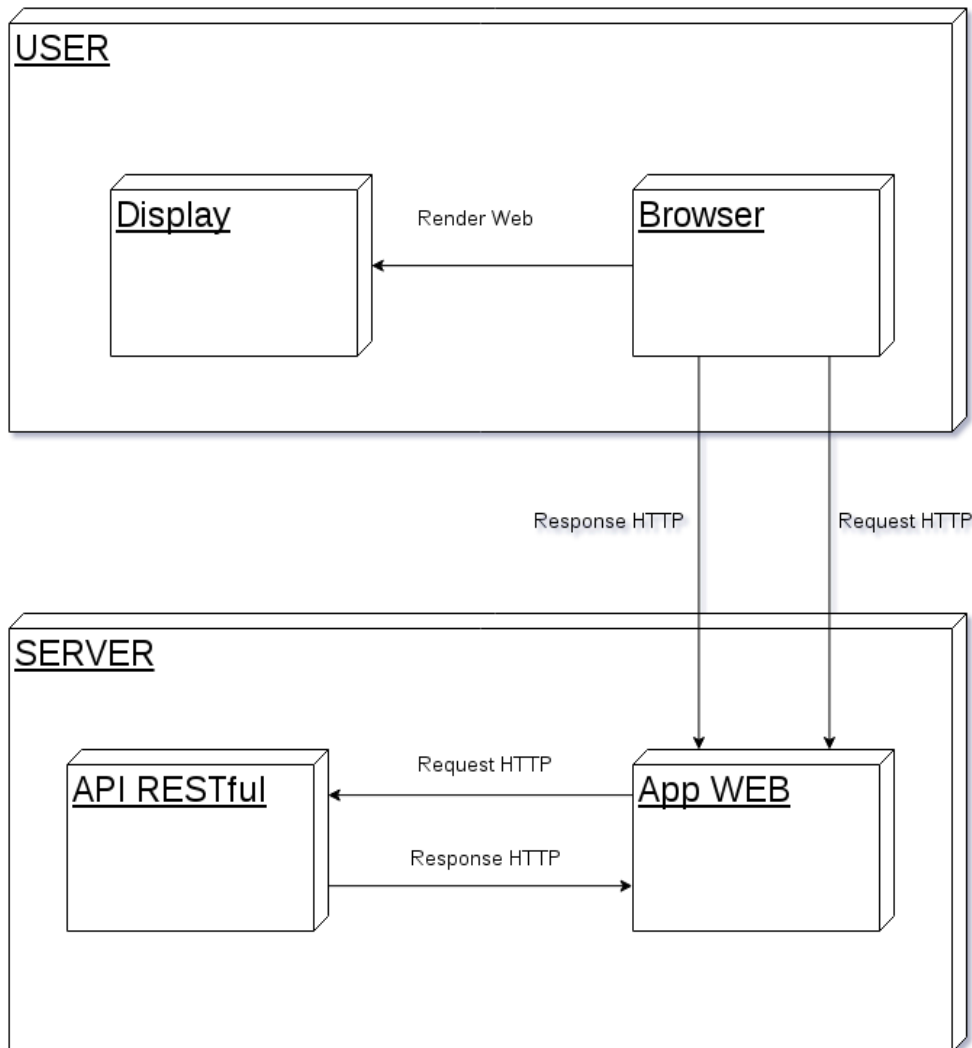 USER
Display
Render Web
Browser
Response HTTP
Request HTTP
SERVER
API RESTful
Request HTTP
App WEB
Response HTTP